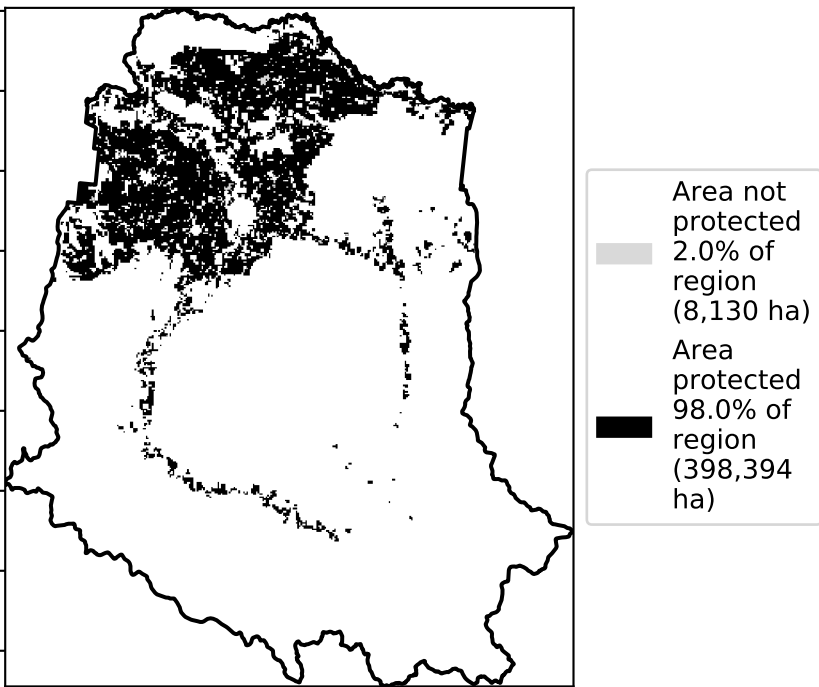 Area not
protected
2.0% of
region
(8,130 ha)
Area
protected
98.0% of
region
(398,394
ha)